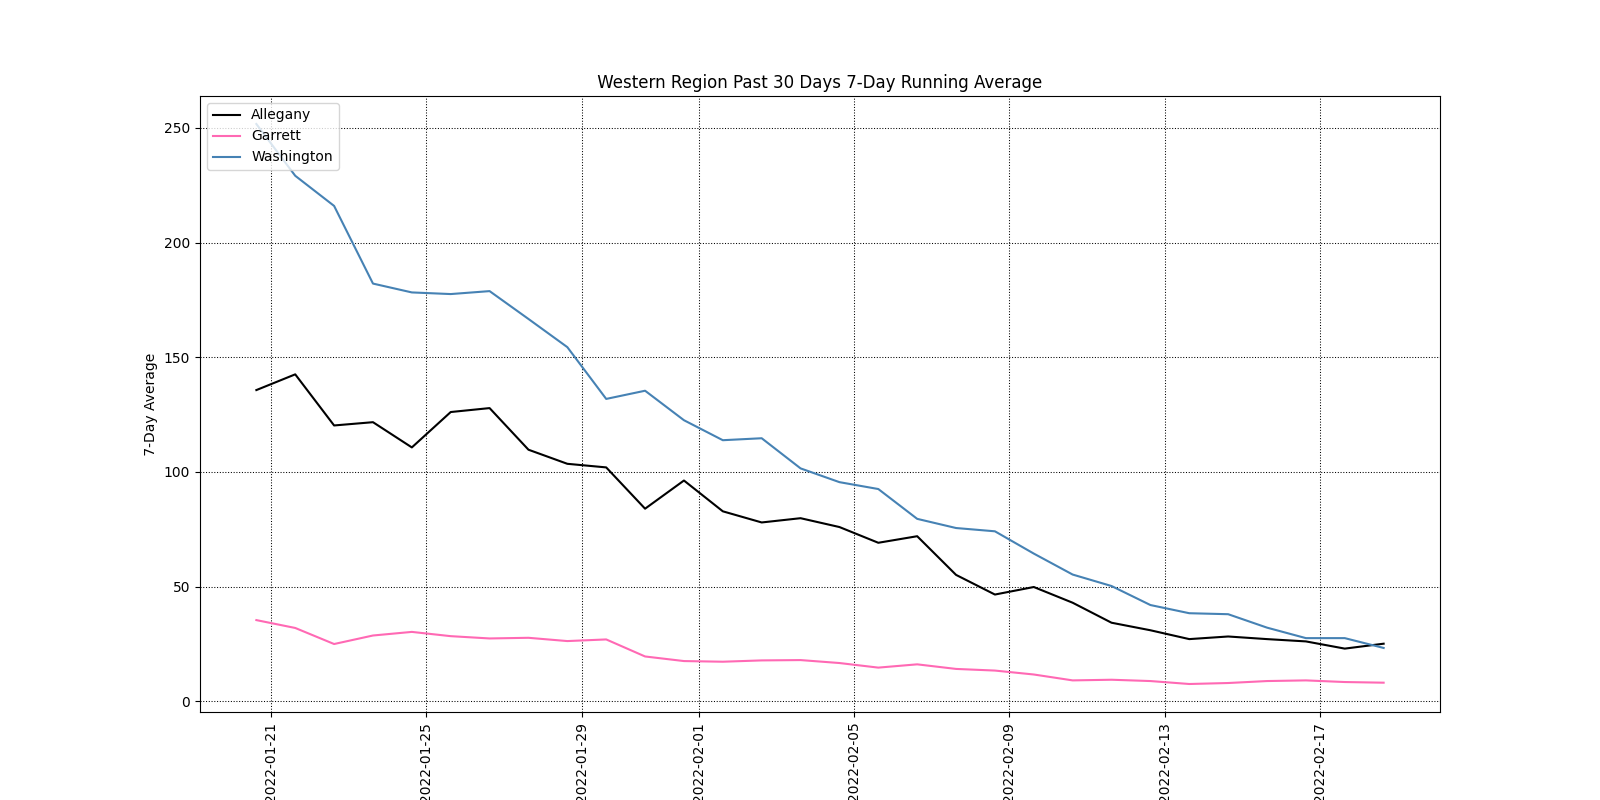 Western Region Past 30 Days 7-Day Running Average
Allegany
Garrett
Washington
7-Day Average
250
200
150
100
50
0
2022-01-21
2022-01-25
2022-01-29
2022-02-01
2022-02-05
2022-02-09
2022-02-13
2022-02-17